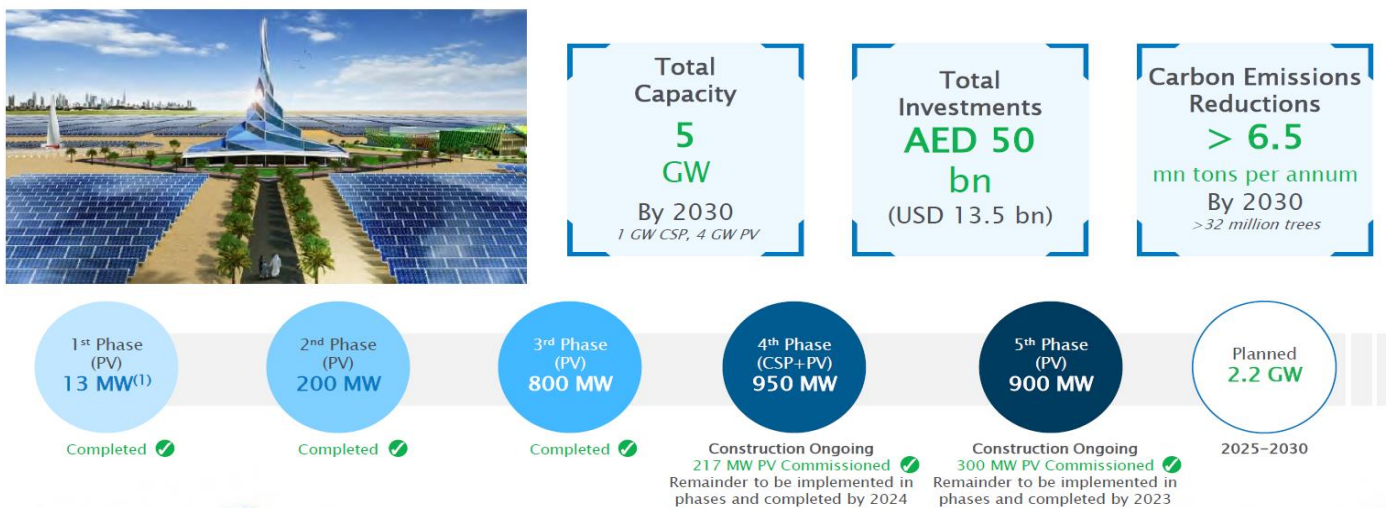 Total
Capacity
5
GW
By 2030
1 GW CSP, 4 GW PV
Total
Investments
AED 50
bn
(USD 13.5 bn)
Carbon Emissions
Reductions
> 6.5
mn tons per annum
By 2030
>32 million trees
1st Phase
(PV)
13 MW(1)
Completed
2nd Phase
(PV)
200 MW
Completed
3rd Phase
(PV)
800 MW
Completed
4th Phase
(CSP+PV)
950 MW
Construction Ongoing
217 MW PV Commissioned
Remainder to be implemented in
phases and completed by 2024
5th Phase
(PV)
900 MW
Construction Ongoing
300 MW PV Commissioned
Remainder to be implemented in
phases and completed by 2023
Planned
2.2 GW
2025–2030